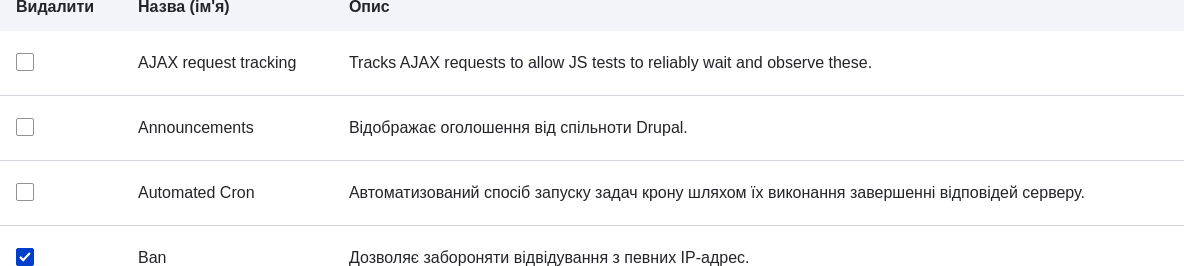 Видалити Назва (ім'я) Опис
AJAX request tracking Tracks AJAX requests to allow JS tests to reliably wait and observe these.
Announcements Відображає оголошення від спільноти Drupal.
Automated Cron Автоматизований спосіб запуску задач крону шляхом їх виконання завершенні відповідей серверу.
Ban Дозволяє забороняти відвідування з певних IP-адрес.